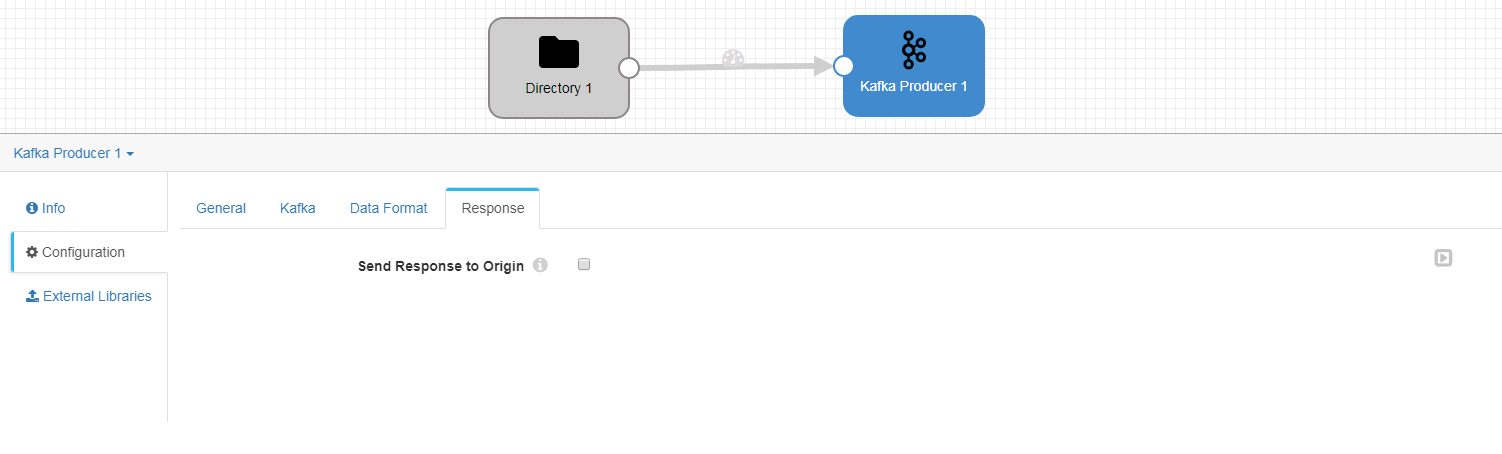 Directory 1
Kafka Producer 1
Kafka Producer 1
Info
General Kafka Data Format Response
Configuration
Send Response to Origin
External Libraries